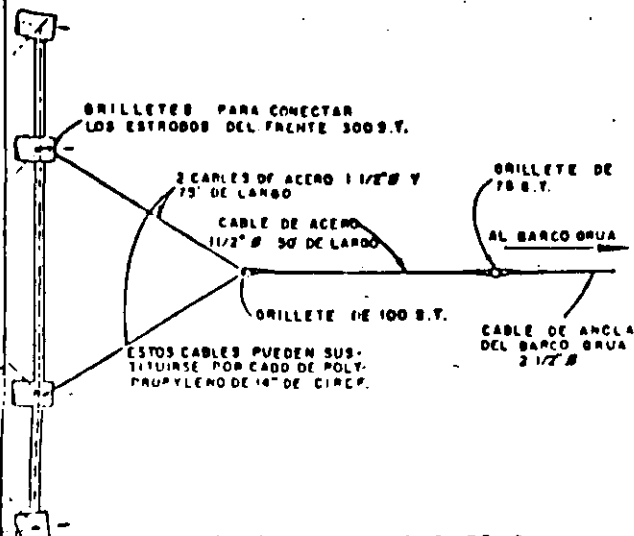 GRILLETES PARA CONECTAR
LOS ESTROBOS DEL FRENTE 300 S.T.
2 CABLES DE ACERO 1 1/2" Ø Y
75' DE LARGO
CABLE DE ACERO
1 1/2" Ø 50' DE LARGO
GRILLETE DE
75 S.T.
AL BARCO GRUA
GRILLETE DE 100 S.T.
CABLE DE ANCLA
DEL BARCO GRUA
2 1/2" Ø
ESTOS CABLES PUEDEN SUS-
TITUIRSE POR CABO DE POLY-
PROPYLENO DE 14" DE CIRCF.